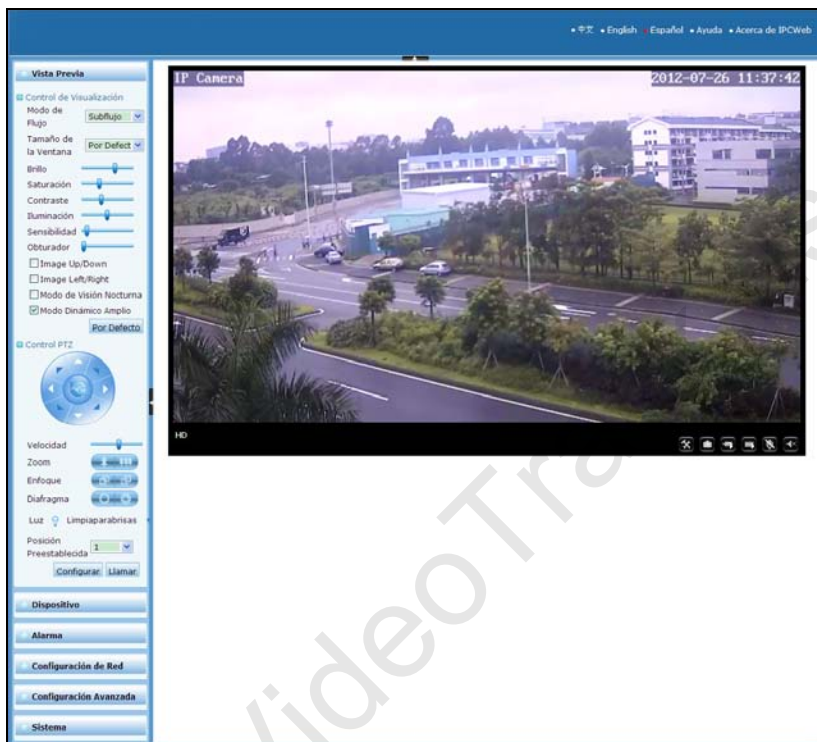 • 中文 • English • Español • Ayuda • Acerca de IPCWeb
Vista Previa
Control de Visualización
Modo de
Flujo
Subflujo
Tamaño de
la Ventana
Por Defect
Brillo
Saturación
Contraste
Iluminación
Sensibilidad
Obturador
Image Up/Down
Image Left/Right
Modo de Visión Nocturna
Modo Dinámico Amplio
Por Defecto
Control PTZ
Velocidad
Zoom
Enfoque
Diafragma
Luz Limpiaparabrisas
Posición
Preestablecida
1
Configurar Llamar
Dispositivo
Alarma
Configuración de Red
Configuración Avanzada
Sistema
IP Camera
2012-07-26 11:37:42
HD
VideoTra